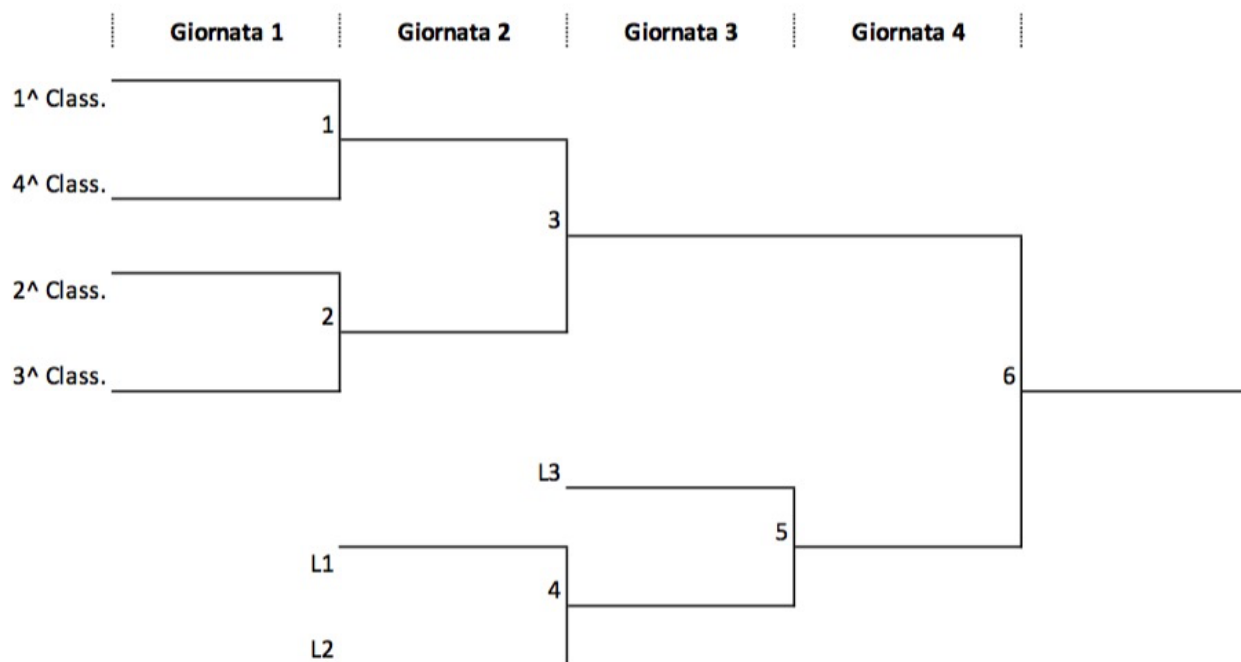 Giornata 1 Giornata 2 Giornata 3 Giornata 4
1^ Class.
1
4^ Class.
3
2^ Class.
2
3^ Class.
6
L3
5
L1
4
L2